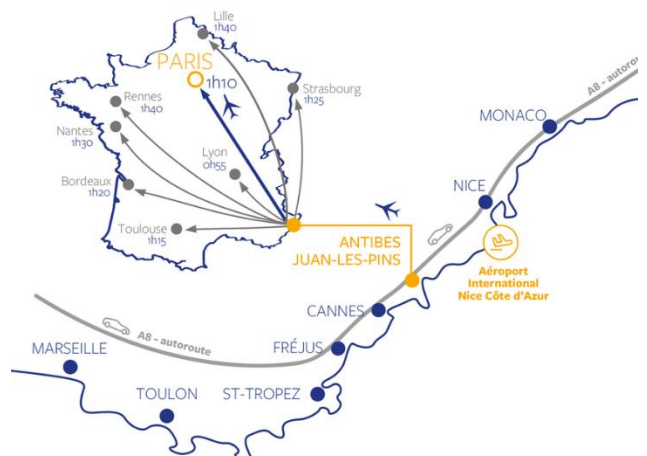 Lille
1h40
PARIS
1h10
Strasbourg
1h25
Rennes
1h40
Nantes
1h30
Lyon
0h55
Bordeaux
1h20
Toulouse
1h15
A8 - autoroute
MONACO
NICE
ANTIBES
JUAN-LES-PINS
Aéroport
International
Nice Côte d'Azur
CANNES
A8 - autoroute
FRÉJUS
MARSEILLE
TOULON
ST-TROPEZ